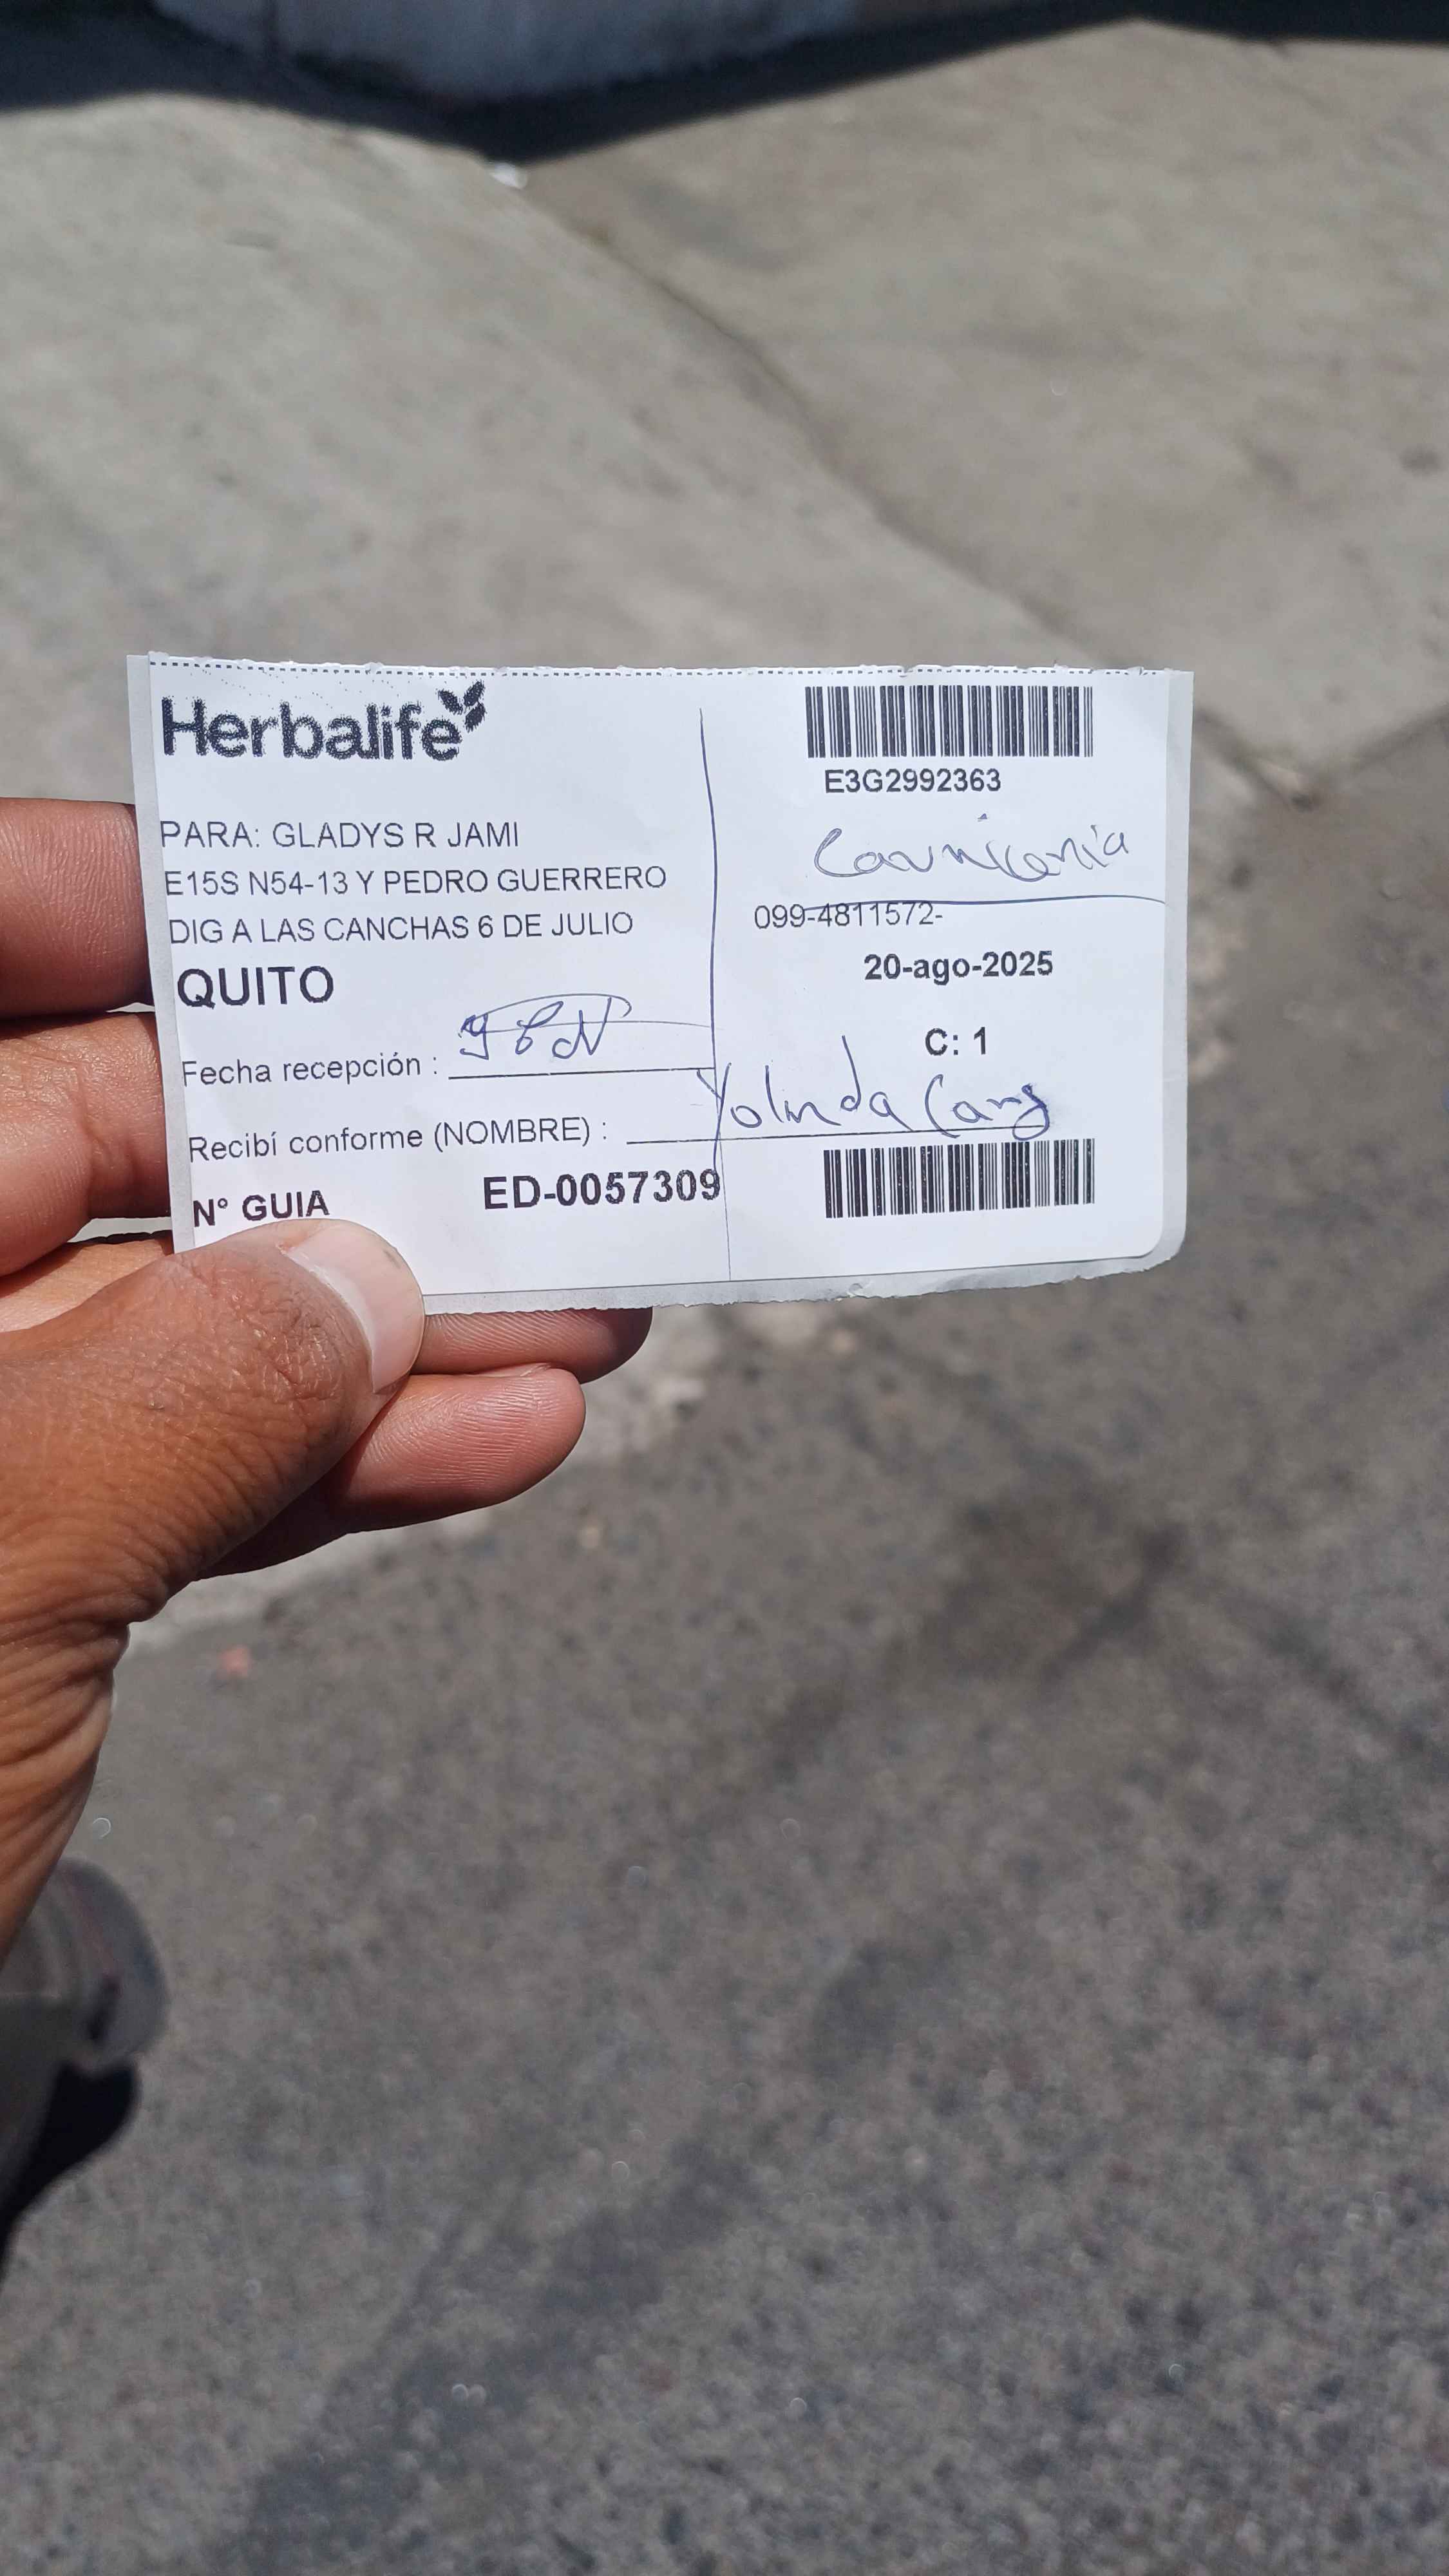 Herbalife
PARA: GLADYS R JAMI
E15S N54-13 Y PEDRO GUERRERO
DIG A LAS CANCHAS 6 DE JULIO
QUITO
Fecha recepción :
Recibí conforme (NOMBRE) : Yolinda
N° GUIA ED-0057309
E3G2992363
Carnicería
099-4811572-
20-ago-2025
C: 1